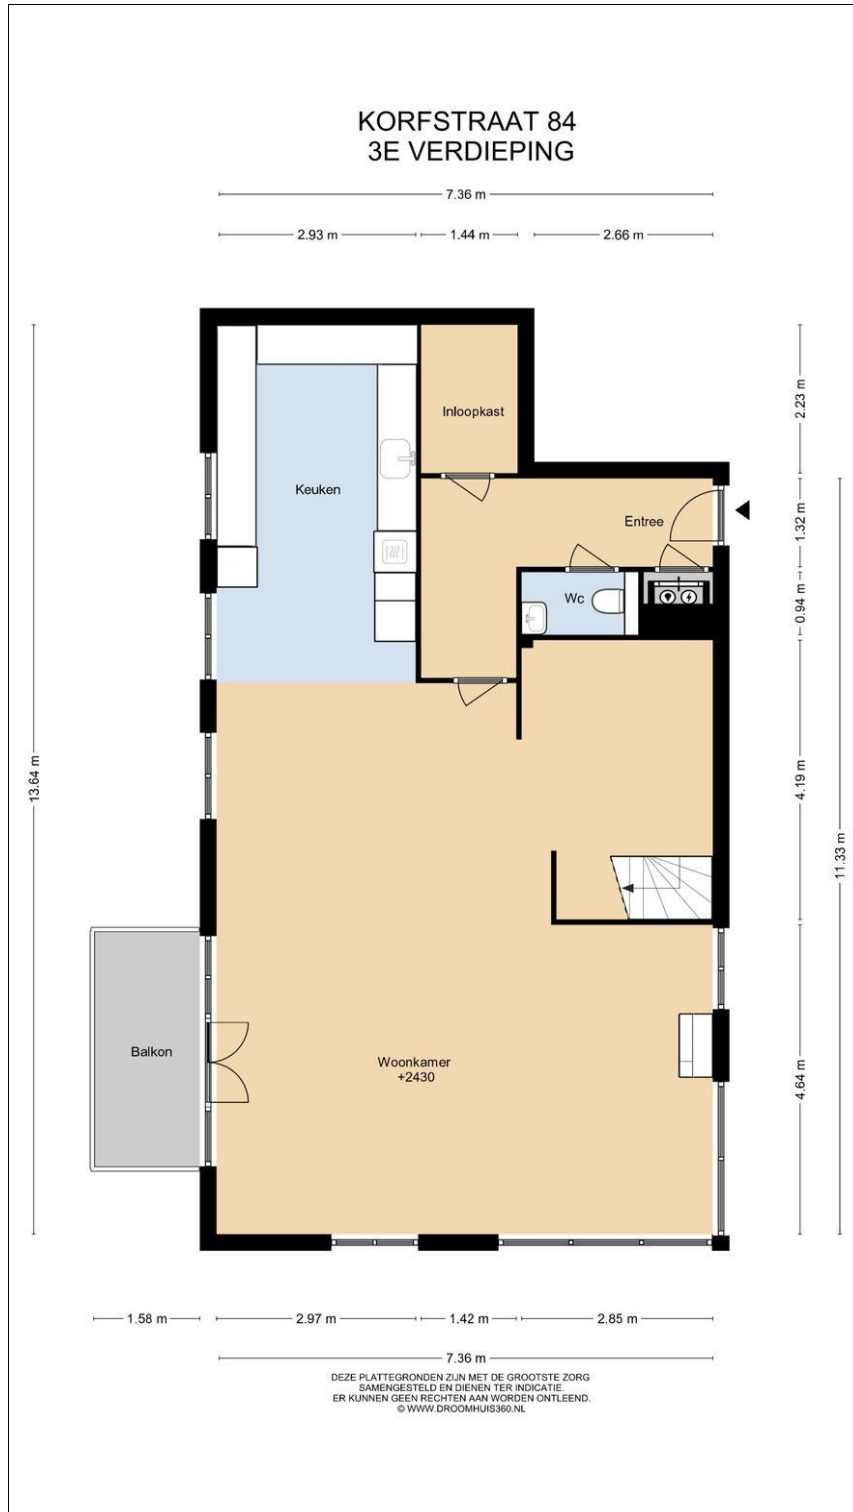 KORFSTRAAT 84
3E VERDIEPING
7.36 m
2.93 m
1.44 m
2.66 m
Inloopkast
2.23 m
Keuken
Entree
1.32 m
Wc
0.94 m
13.64 m
4.19 m
11.33 m
Balkon
Woonkamer
+2430
4.64 m
1.58 m
2.97 m
1.42 m
2.85 m
7.36 m
DEZE PLATTEGRONDEN ZIJN MET DE GROOTSTE ZORG
SAMENGESTELD EN DIENEN TER INDICATIE.
ER KUNNEN GEEN RECHTEN AAN WORDEN ONTLEEND.
© WWW.DROOMHUIS360.NL